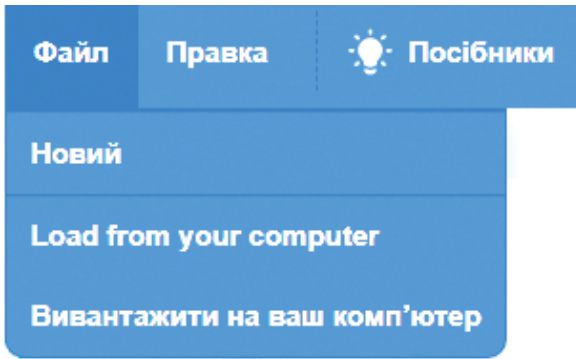 Файл Правка Посібники
Новий
Load from your computer
Вивантажити на ваш комп’ютер